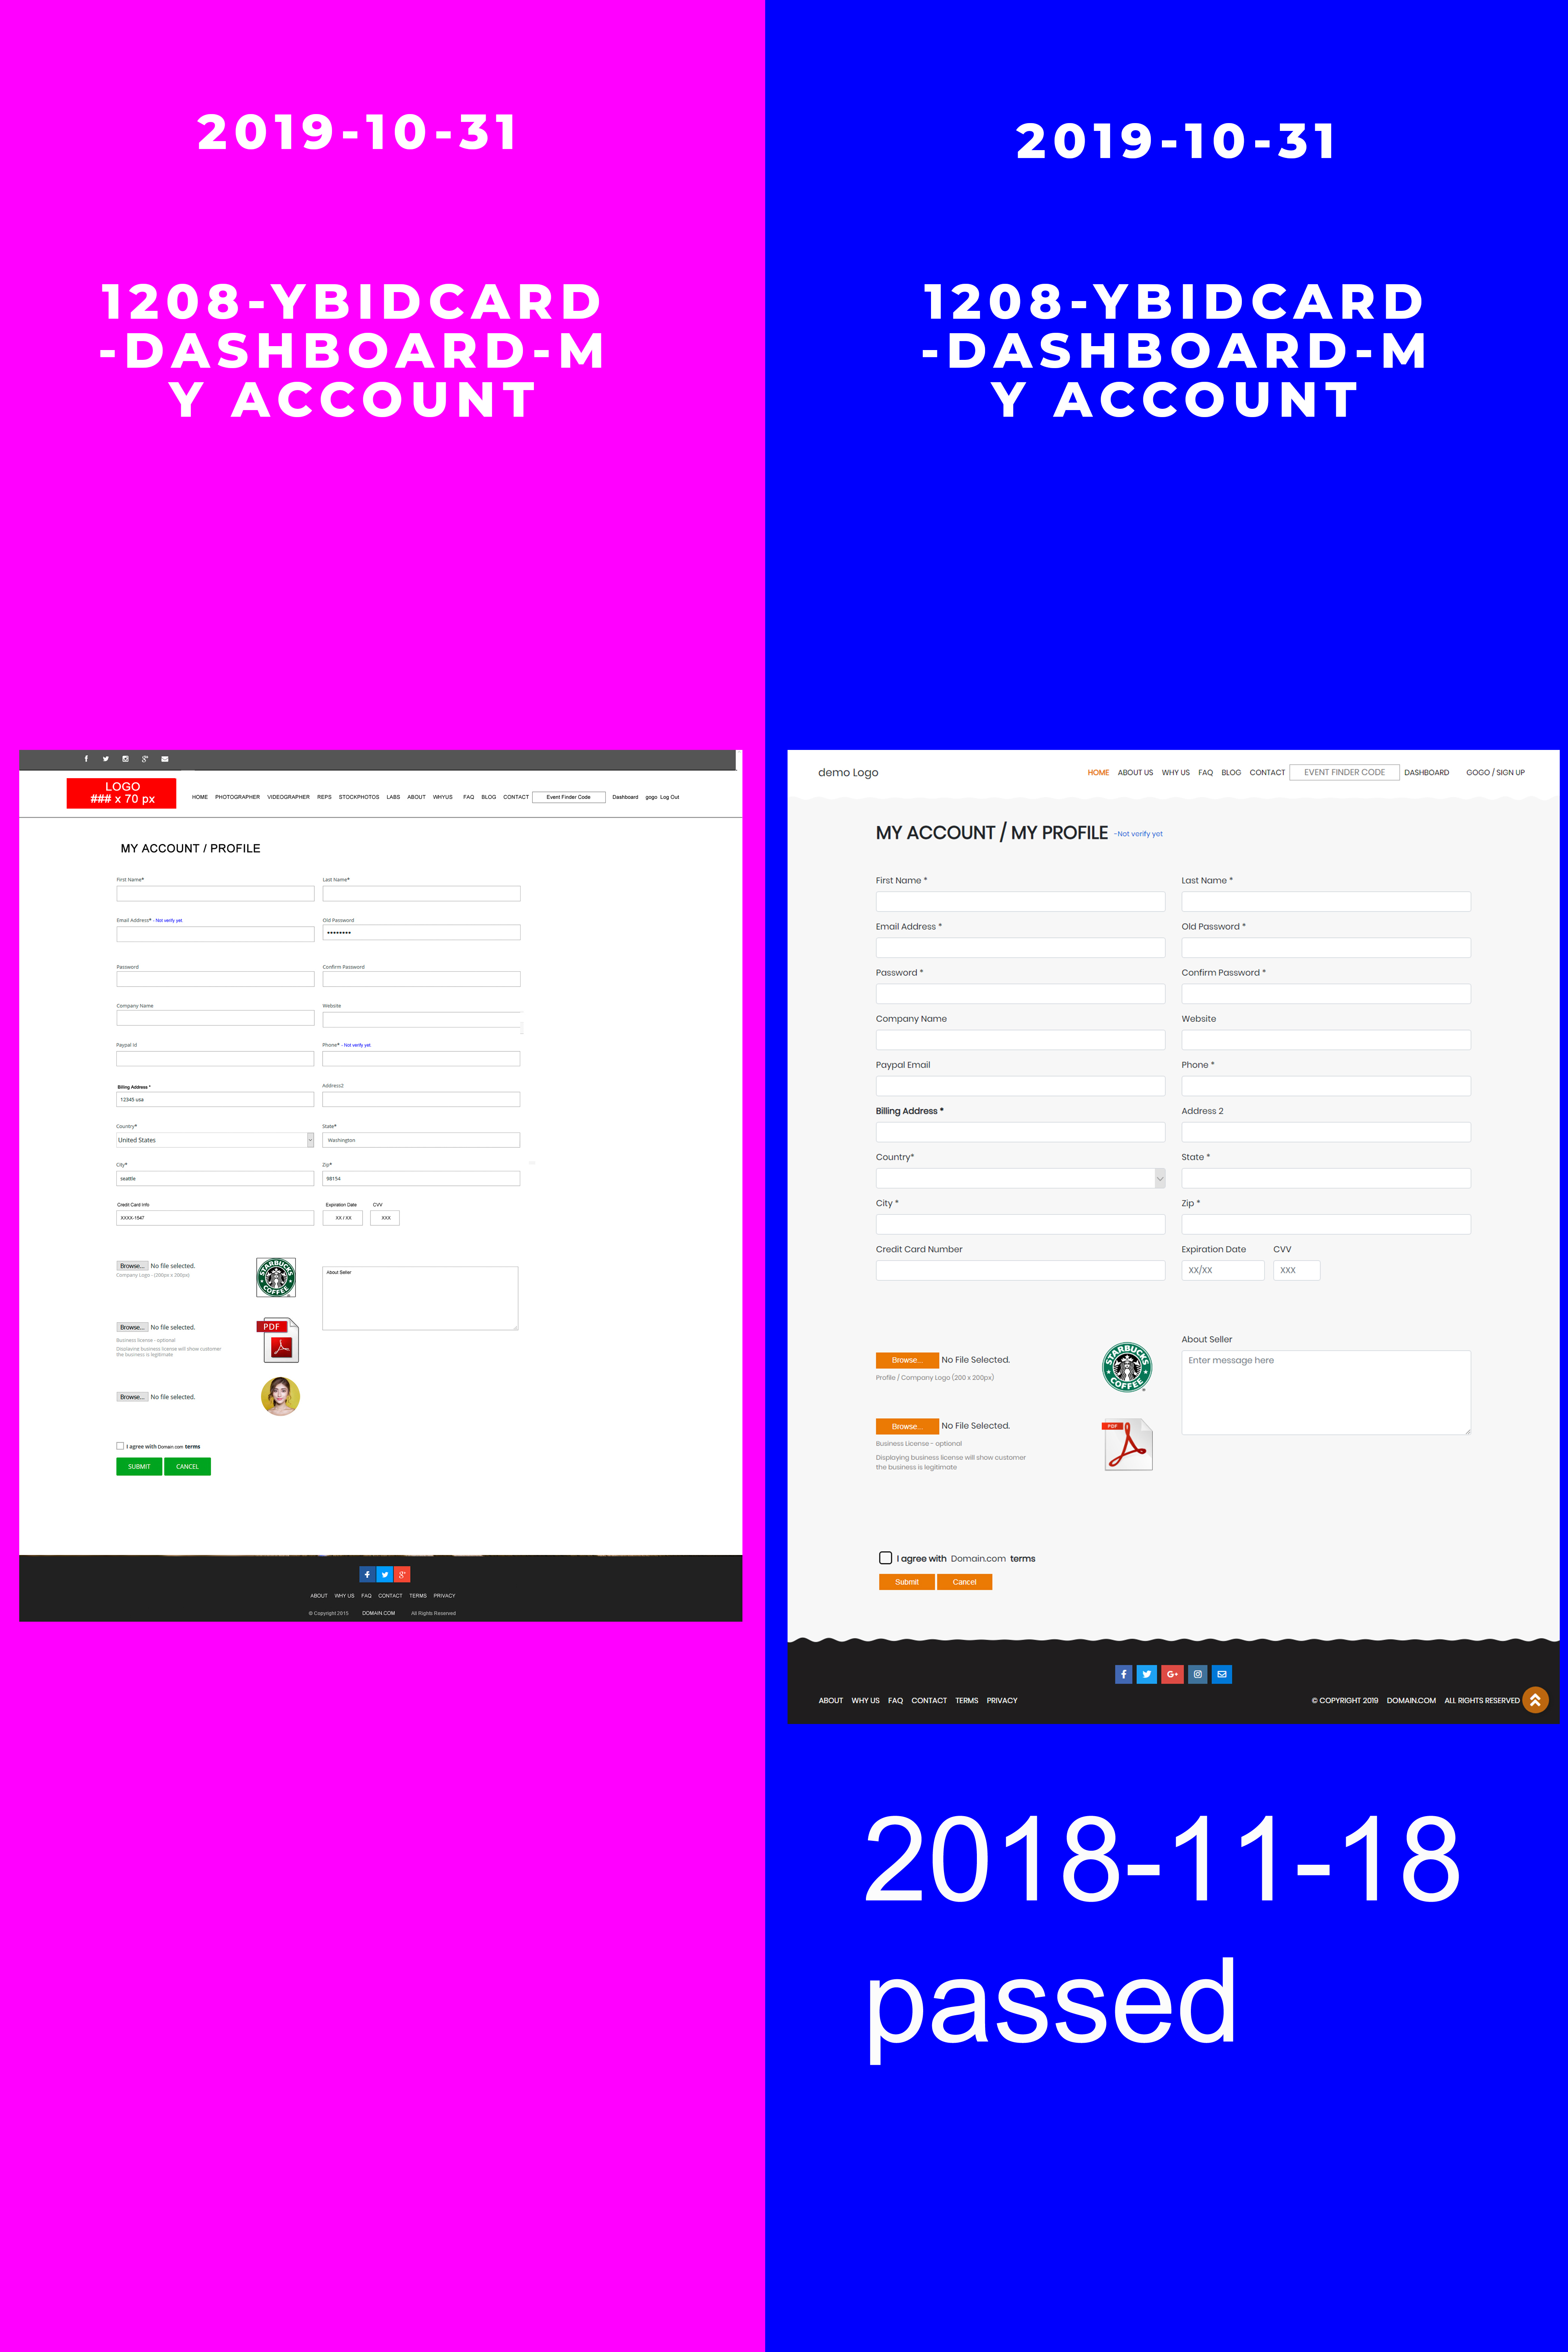 2019-10-31
1208-YBIDCARD
-DASHBOARD-M
Y ACCOUNT
LOGO
### x 70 px
HOME PHOTOGRAPHER VIDEOGRAPHER REPS STOCKPHOTOS LABS ABOUT WHYUS FAQ BLOG CONTACT Event Finder Code Dashboard gogo Log Out
MY ACCOUNT / PROFILE
First Name* Last Name*
Email Address* - Not verify yet. Old Password
••••••••
Password Confirm Password
Company Name Website
Paypal Id Phone* - Not verify yet.
Billing Address * Address2
12345 usa
Country* State*
United States Washington
City* Zip*
seattle 98154
Credit Card Info Expiration Date CVV
XXXX-1547 XX / XX XXX
Browse... No file selected.
Company Logo - (200px x 200px)
STARBUCKS
COFFEE
About Seller
Browse... No file selected.
Business license - optional
Displaying business license will show customer
the business is legitimate
PDF
Browse... No file selected.
I agree with Domain.com terms
SUBMIT CANCEL
ABOUT WHY US FAQ CONTACT TERMS PRIVACY
© Copyright 2015 DOMAIN.COM All Rights Reserved
2019-10-31
1208-YBIDCARD
-DASHBOARD-M
Y ACCOUNT
demo Logo HOME ABOUT US WHY US FAQ BLOG CONTACT EVENT FINDER CODE DASHBOARD GOGO / SIGN UP
MY ACCOUNT / MY PROFILE -Not verify yet
First Name * Last Name *
Email Address * Old Password *
Password * Confirm Password *
Company Name Website
Paypal Email Phone *
Billing Address * Address 2
Country* State *
City * Zip *
Credit Card Number Expiration Date CVV
XX/XX XXX
About Seller
Enter message here
Browse... No File Selected.
Profile / Company Logo (200 x 200px)
STARBUCKS
COFFEE
Browse... No File Selected.
Business License - optional
Displaying business license will show customer
the business is legitimate
PDF
I agree with Domain.com terms
Submit Cancel
ABOUT WHY US FAQ CONTACT TERMS PRIVACY © COPYRIGHT 2019 DOMAIN.COM ALL RIGHTS RESERVED
2018-11-18
passed